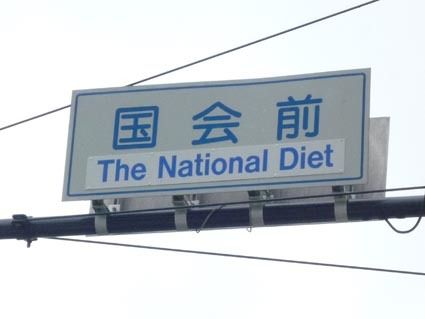 国会前
The National Diet